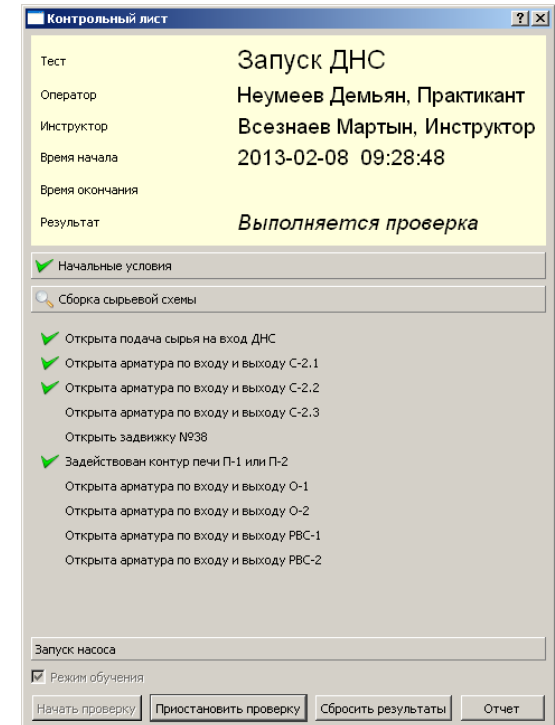 Контрольный лист
Тест Запуск ДНС
Оператор Неумеев Демьян, Практикант
Инструктор Всезнаев Мартын, Инструктор
Время начала 2013-02-08 09:28:48
Время окончания
Результат Выполняется проверка
Начальные условия
Сборка сырьевой схемы
Открыта подача сырья на вход ДНС
Открыта арматура по входу и выходу С-2.1
Открыта арматура по входу и выходу С-2.2
Открыта арматура по входу и выходу С-2.3
Открыть задвижку №38
Задействован контур печи П-1 или П-2
Открыта арматура по входу и выходу О-1
Открыта арматура по входу и выходу О-2
Открыта арматура по входу и выходу РВС-1
Открыта арматура по входу и выходу РВС-2
Запуск насоса
Режим обучения
Начать проверку Приостановить проверку Сбросить результаты Отчет